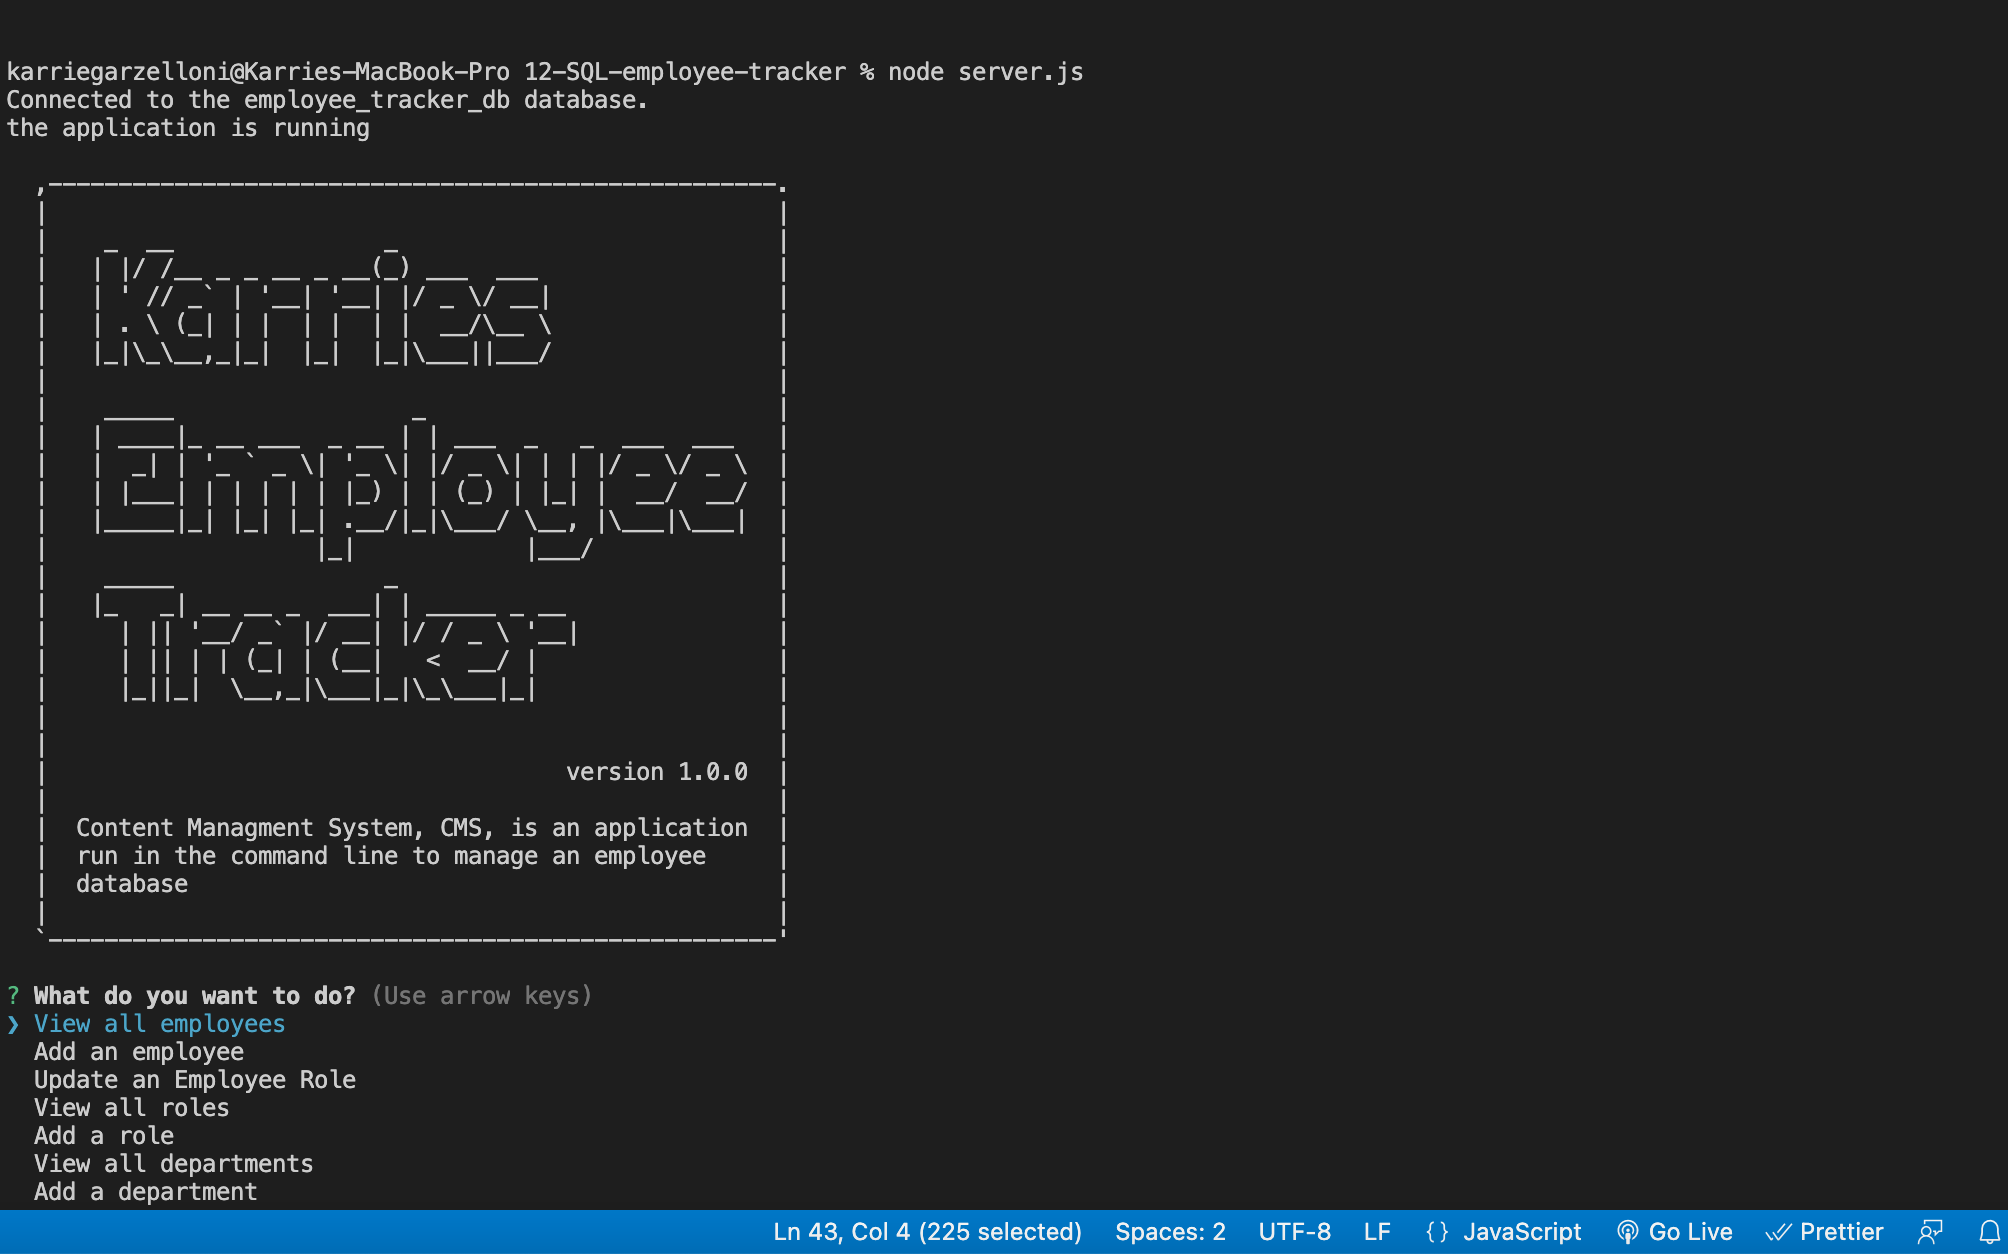 karriegarzelloni@Karries-MacBook-Pro 12-SQL-employee-tracker % node server.js
Connected to the employee_tracker_db database.
the application is running
Karries
Employee
Tracker
version 1.0.0
Content Managment System, CMS, is an application
run in the command line to manage an employee
database
? What do you want to do? (Use arrow keys)
❯ View all employees
Add an employee
Update an Employee Role
View all roles
Add a role
View all departments
Add a department
Ln 43, Col 4 (225 selected) Spaces: 2 UTF-8 LF {} JavaScript Go Live Prettier